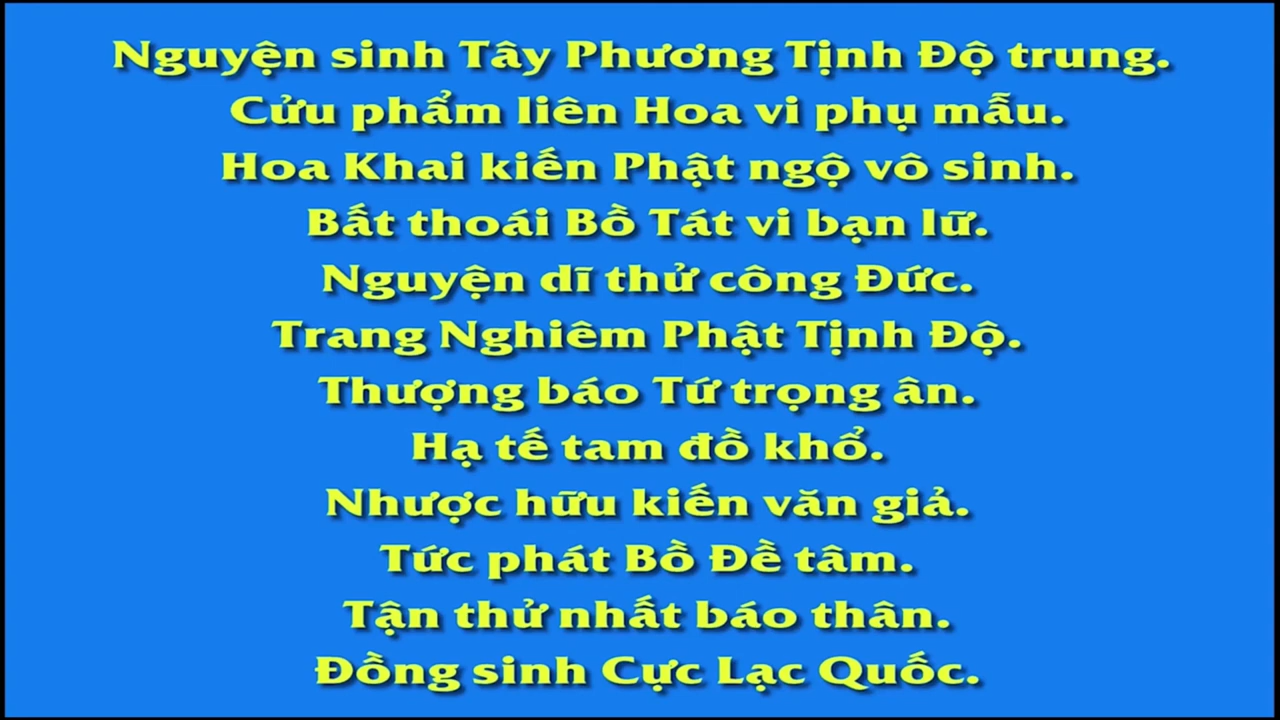 Nguyện sinh Tây Phương Tịnh Độ trung.
Cửu phẩm liên Hoa vi phụ mẫu.
Hoa Khai kiến Phật ngộ vô sinh.
Bất thoái Bồ Tát vi bạn lữ.
Nguyện dĩ thử công Đức.
Trang Nghiêm Phật Tịnh Độ.
Thượng báo Tứ trọng ân.
Hạ tế tam đồ khổ.
Nhược hữu kiến văn giả.
Tức phát Bồ Đề tâm.
Tận thử nhất báo thân.
Đồng sinh Cực Lạc Quốc.